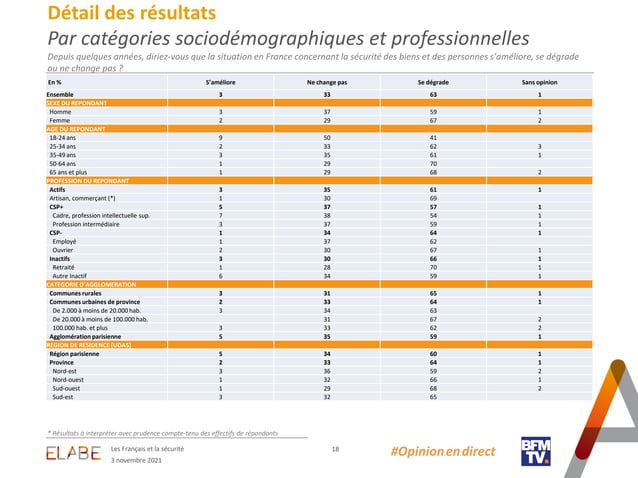 Détail des résultats
Par catégories sociodémographiques et professionnelles
Depuis quelques années, diriez-vous que la situation en France concernant la sécurité des biens et des personnes s'améliore, se dégrade
ou ne change pas ?
En % S'améliore Ne change pas Se dégrade Sans opinion
Ensemble 3 33 63 1
SEXE DU REPONDANT
Homme 3 37 59 1
Femme 2 29 67 2
AGE DU REPONDANT
18-24 ans 9 50 41
25-34 ans 2 33 62 3
35-49 ans 3 35 61 1
50-64 ans 1 29 70
65 ans et plus 1 29 68 2
PROFESSION DU REPONDANT
Actifs 3 35 61 1
Artisan, commerçant (*) 1 30 69
CSP+ 5 37 57 1
Cadre, profession intellectuelle sup. 7 38 54 1
Profession intermédiaire 3 37 59 1
CSP- 1 34 64 1
Employé 1 37 62
Ouvrier 2 30 67 1
Inactifs 3 30 66 1
Retraité 1 28 70 1
Autre Inactif 6 34 59 1
CATEGORIE D'AGGLOMERATION
Communes rurales 3 31 65 1
Communes urbaines de province 2 33 64 1
De 2.000 à moins de 20.000 hab. 3 34 63
De 20.000 à moins de 100.000 hab. 31 67 2
100.000 hab. et plus 3 33 62 2
Agglomération parisienne 5 35 59 1
REGION DE RESIDENCE (UDA5)
Région parisienne 5 34 60 1
Province 2 33 64 1
Nord-est 3 36 59 2
Nord-ouest 1 32 66 1
Sud-ouest 1 29 68 2
Sud-est 3 32 65
* Résultats à interpréter avec prudence compte-tenu des effectifs de répondants
ELABE
Les Français et la sécurité
3 novembre 2021
18
#Opinion en direct
BFM
TV.